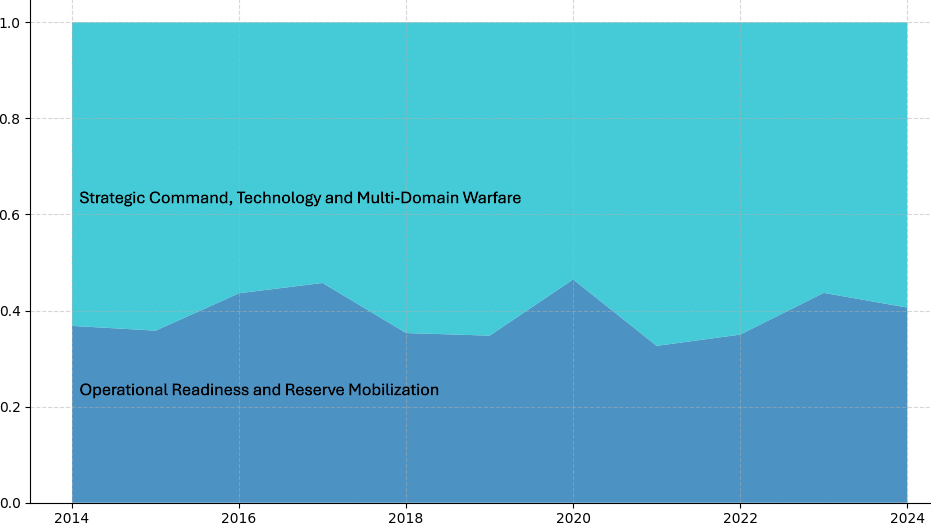 1.0
0.8
Strategic Command, Technology and Multi-Domain Warfare
0.6
0.4
Operational Readiness and Reserve Mobilization
0.2
0.0
2014 2016 2018 2020 2022 2024